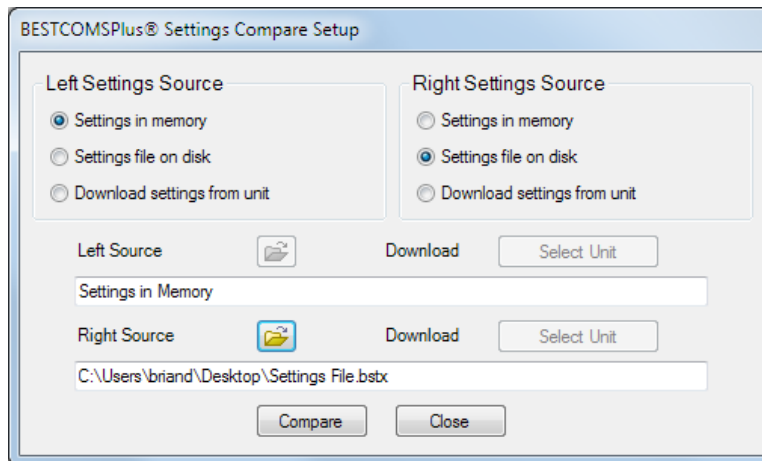 BESTCOMSPlus® Settings Compare Setup
Left Settings Source
Settings in memory
Settings file on disk
Download settings from unit
Right Settings Source
Settings in memory
Settings file on disk
Download settings from unit
Left Source Download Select Unit
Settings in Memory
Right Source Download Select Unit
C:\Users\briand\Desktop\Settings File.bstx
Compare Close